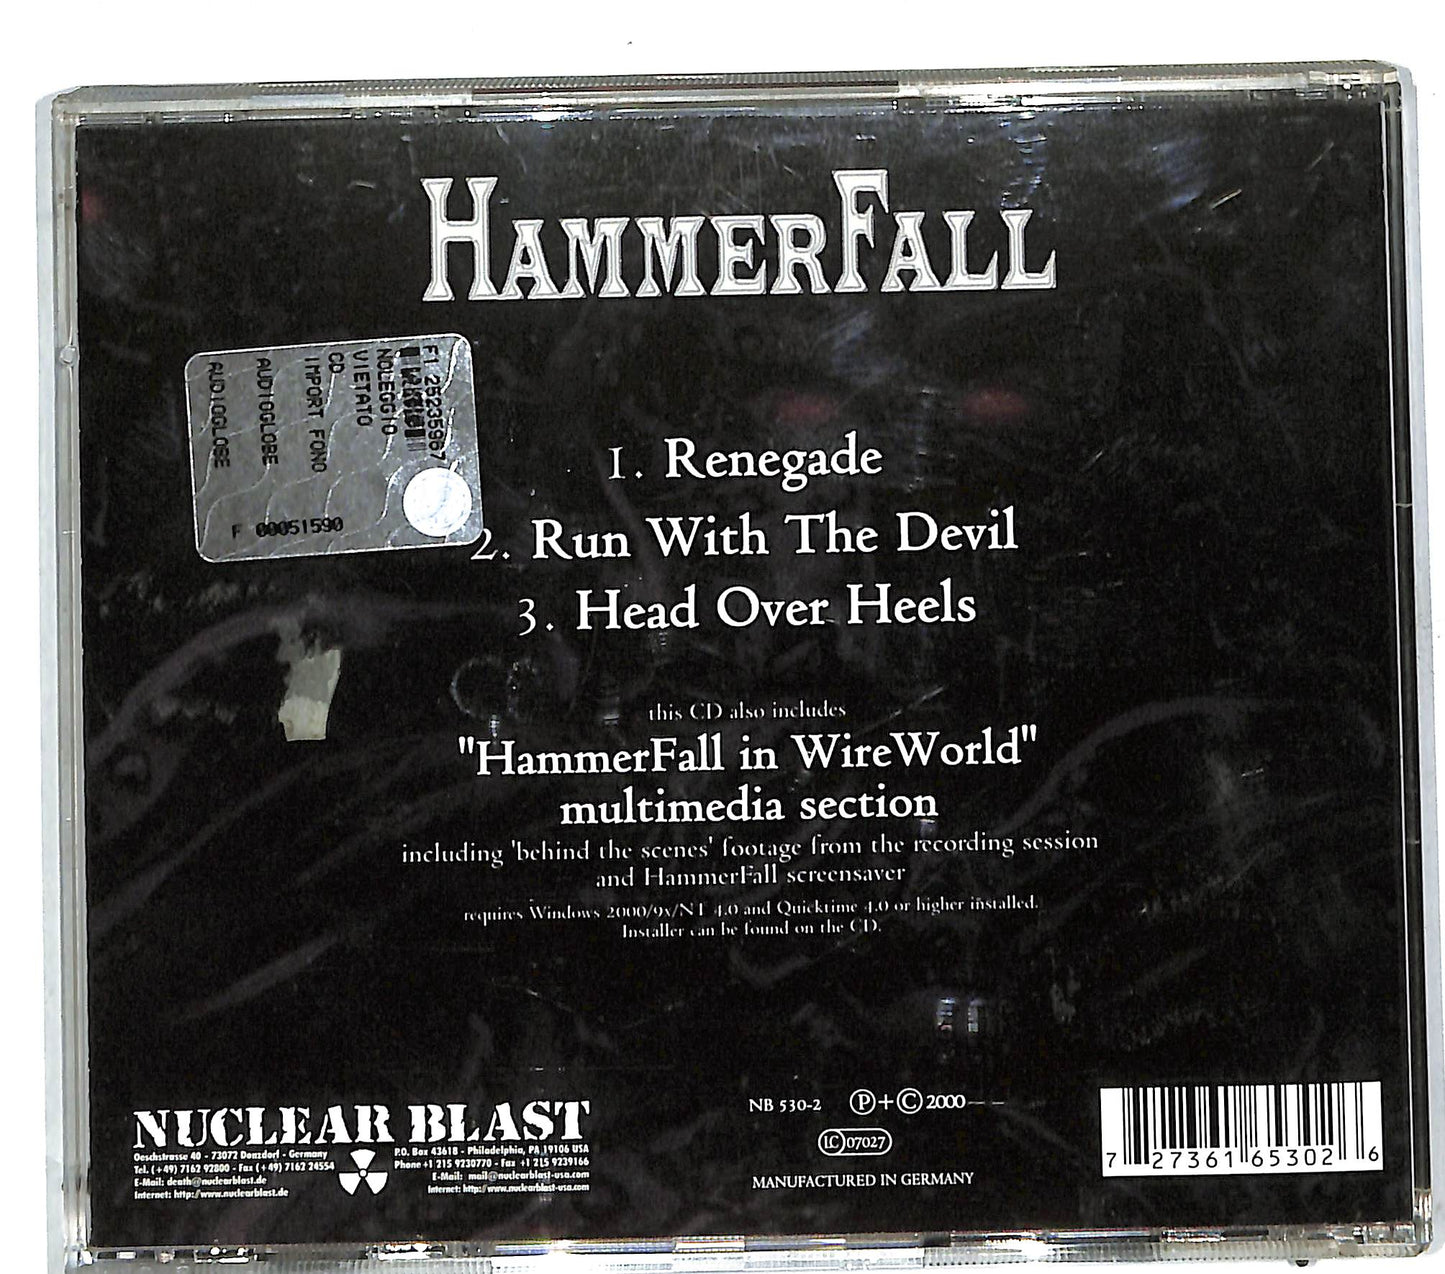 HAMMERFALL
F1 25235967
NOLEGGIO
VIETATO
CD
IMPORT FONO
AUDIOGLOBE
AUDIOGLOBE
F 00051590
1. Renegade
2. Run With The Devil
3. Head Over Heels
this CD also includes
"HammerFall in WireWorld"
multimedia section
including 'behind the scenes' footage from the recording session
and HammerFall screensaver
requires Windows 2000/9x/NT 4.0 and Quicktime 4.0 or higher installed.
Installer can be found on the CD.
NUCLEAR BLAST
Oeschstrasse 40 - 73072 Donzdorf - Germany
Tel. (+49) 7162 92800 - Fax (+49) 7162 24554
E-Mail: death@nuclearblast.de
Internet: http://www.nuclearblast.de
P.O. Box 43618 - Philadelphia, PA 19106 USA
Phone +1 215 9230770 - Fax +1 215 9239166
E-Mail: mail@nuclearblast-usa.com
Internet: http://www.nuclearblast-usa.com
NB 530-2 Ⓟ+© 2000
LC 07027
MANUFACTURED IN GERMANY
7 27361 65302 6